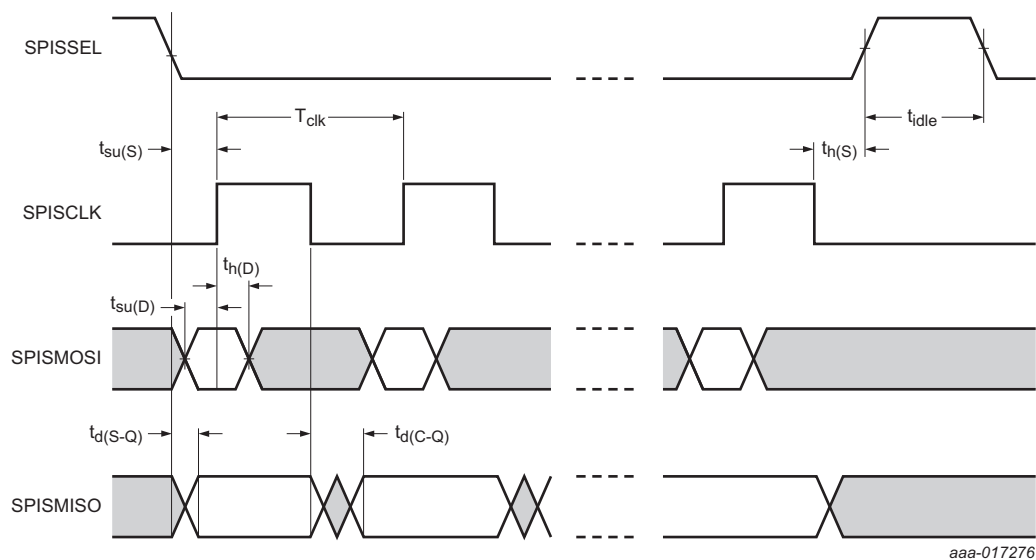 SPISSEL
T_clk
t_idle
t_su(S)
t_h(S)
SPISCLK
t_h(D)
t_su(D)
SPISMOSI
t_d(S-Q)
t_d(C-Q)
SPISMISO
aaa-017276